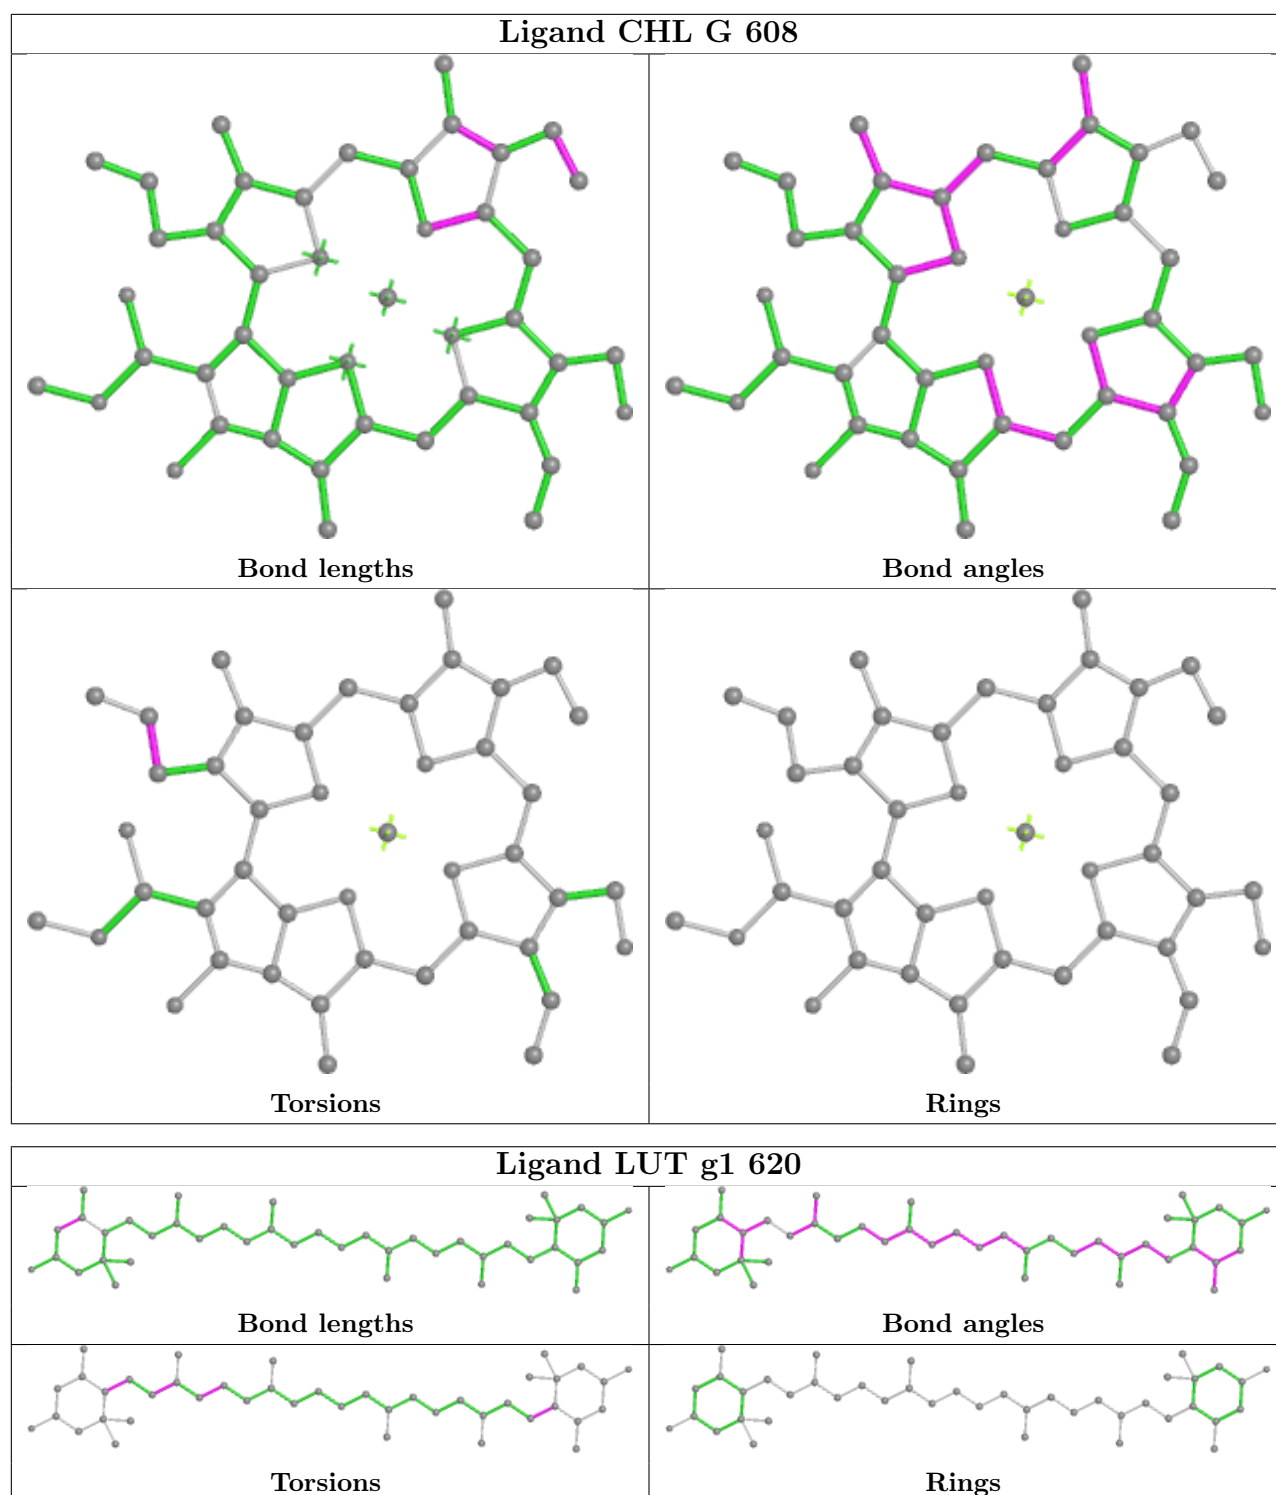 Ligand CHL G 608
Bond lengths
Bond angles
Torsions
Rings
Ligand LUT g1 620
Bond lengths
Bond angles
Torsions
Rings